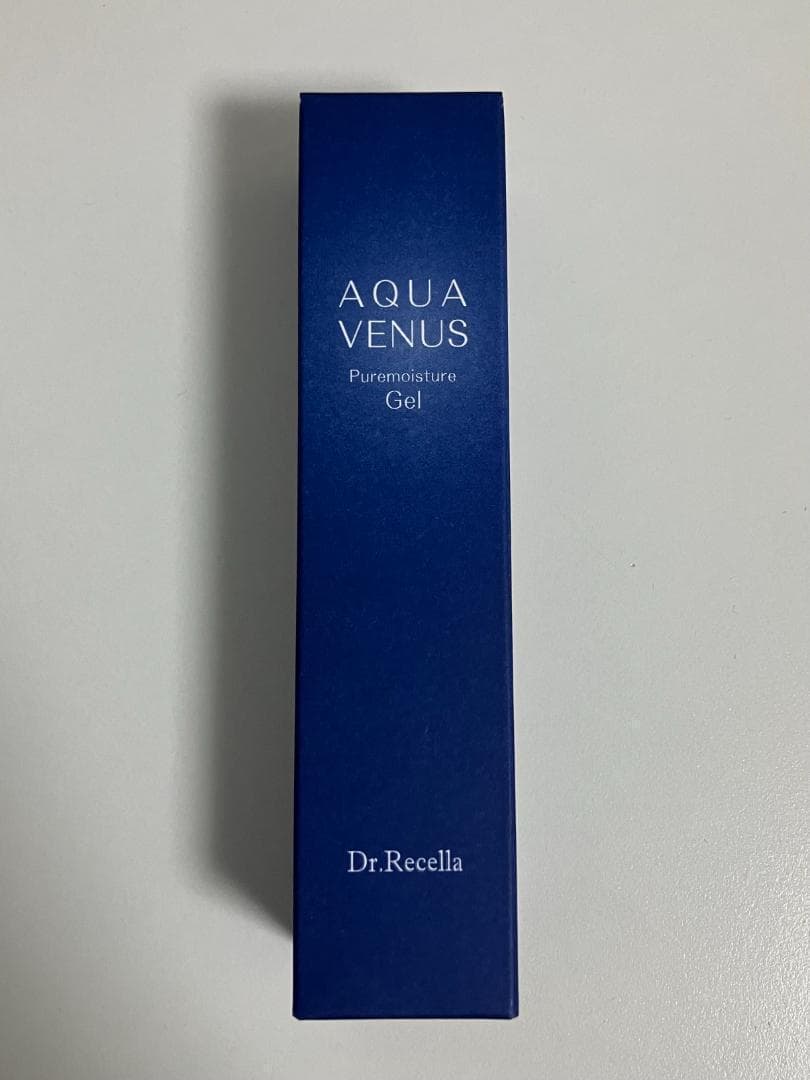 AQUA
VENUS
Puremoisture
Gel
Dr.Recella